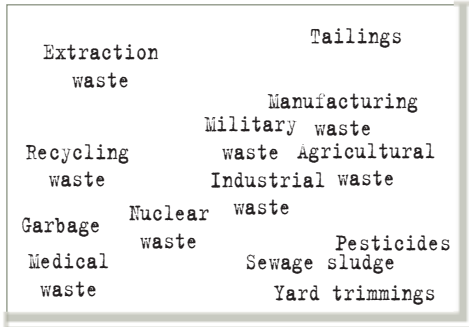 Tailings
Extraction
waste
Manufacturing
waste
Military
waste
Agricultural
waste
Recycling
waste
Industrial
waste
Nuclear
waste
Garbage
Pesticides
Medical
waste
Sewage sludge
Yard trimmings